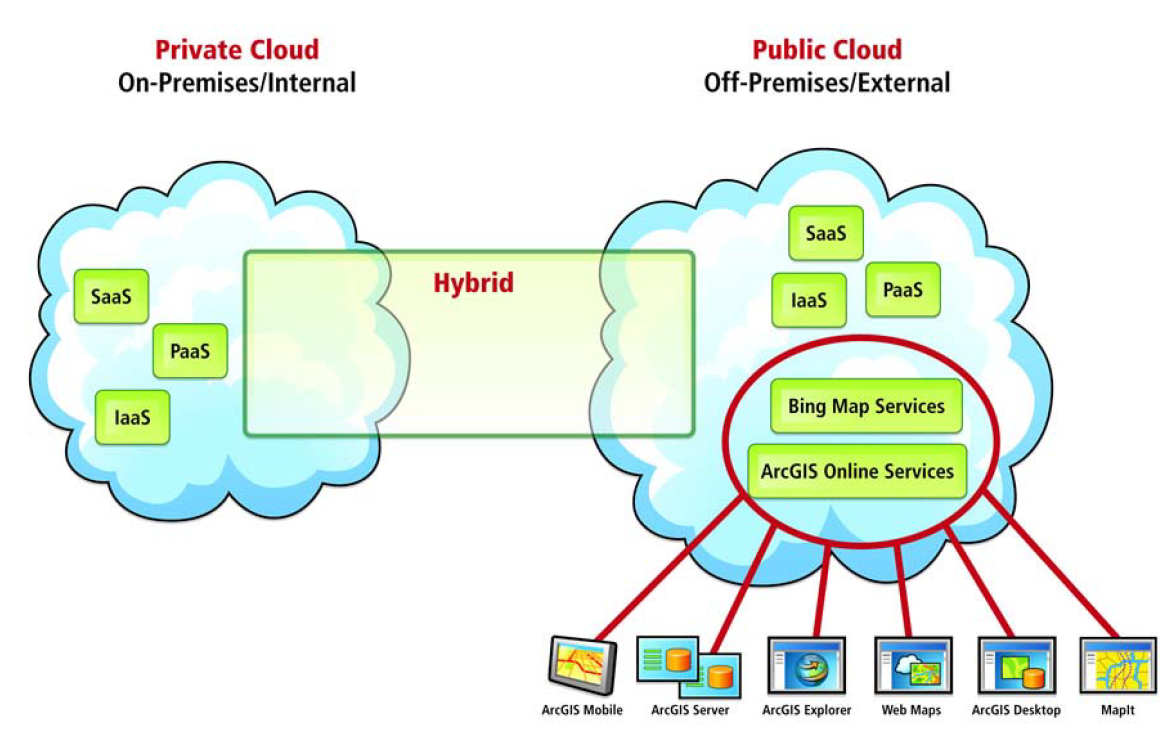 Private Cloud
On-Premises/Internal
Public Cloud
Off-Premises/External
SaaS
PaaS
IaaS
Hybrid
SaaS
IaaS
PaaS
Bing Map Services
ArcGIS Online Services
ArcGIS Mobile
ArcGIS Server
ArcGIS Explorer
Web Maps
ArcGIS Desktop
MapIt